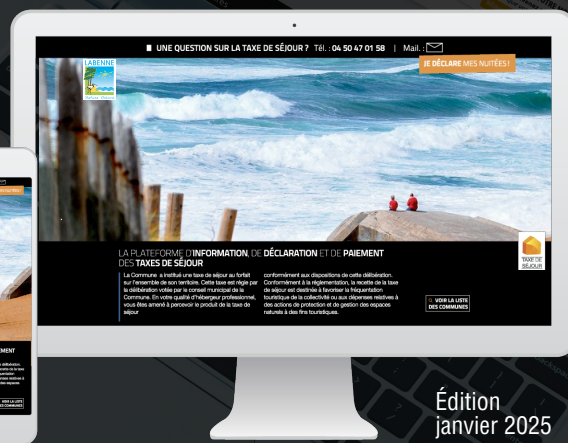 UNE QUESTION SUR LA TAXE DE SÉJOUR ? Tél. : 04 50 47 01 58 | Mail. :
JE DÉCLARE MES NUITÉES !
LABENNE
LA PLATEFORME D'INFORMATION, DE DÉCLARATION ET DE PAIEMENT
DES TAXES DE SÉJOUR
La Commune a institué une taxe de séjour au forfait
sur l'ensemble de son territoire. Cette taxe est régie par
la délibération votée par le conseil municipal de la
Commune. En votre qualité d'hébergeur professionnel,
vous êtes amené à percevoir le produit de la taxe de
séjour
conformément aux dispositions de cette délibération.
Conformément à la réglementation, la recette de la taxe
de séjour est destinée à favoriser la fréquentation
touristique de la collectivité ou aux dépenses relatives à
des actions de protection et de gestion des espaces
naturels à des fins touristiques.
TAXE DE
SÉJOUR
VOIR LA LISTE
DES COMMUNES
Édition
janvier 2025